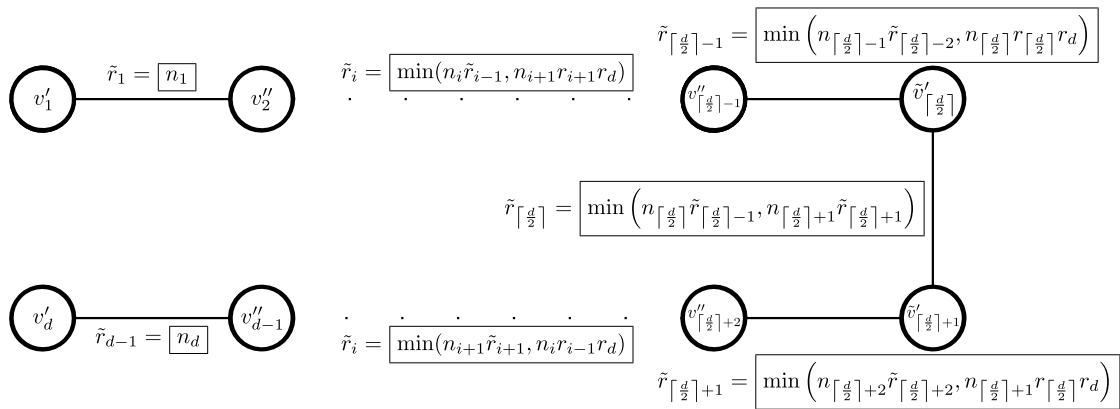 r̃_{⌈d/2⌉−1} = min(n_{⌈d/2⌉−1} r̃_{⌈d/2⌉−2}, n_{⌈d/2⌉} r_{⌈d/2⌉} r_d)
r̃_1 = n_1
r̃_i = min(n_i r̃_{i−1}, n_{i+1} r_{i+1} r_d)
v′_1 v″_2 . . . . . . v″_{⌈d/2⌉−1} ṽ′_{⌈d/2⌉}
r̃_{⌈d/2⌉} = min(n_{⌈d/2⌉} r̃_{⌈d/2⌉−1}, n_{⌈d/2⌉+1} r̃_{⌈d/2⌉+1})
v′_d v″_{d−1} . . . . . . v″_{⌈d/2⌉+2} ṽ′_{⌈d/2⌉+1}
r̃_{d−1} = n_d
r̃_i = min(n_{i+1} r̃_{i+1}, n_i r_{i−1} r_d)
r̃_{⌈d/2⌉+1} = min(n_{⌈d/2⌉+2} r̃_{⌈d/2⌉+2}, n_{⌈d/2⌉+1} r_{⌈d/2⌉} r_d)